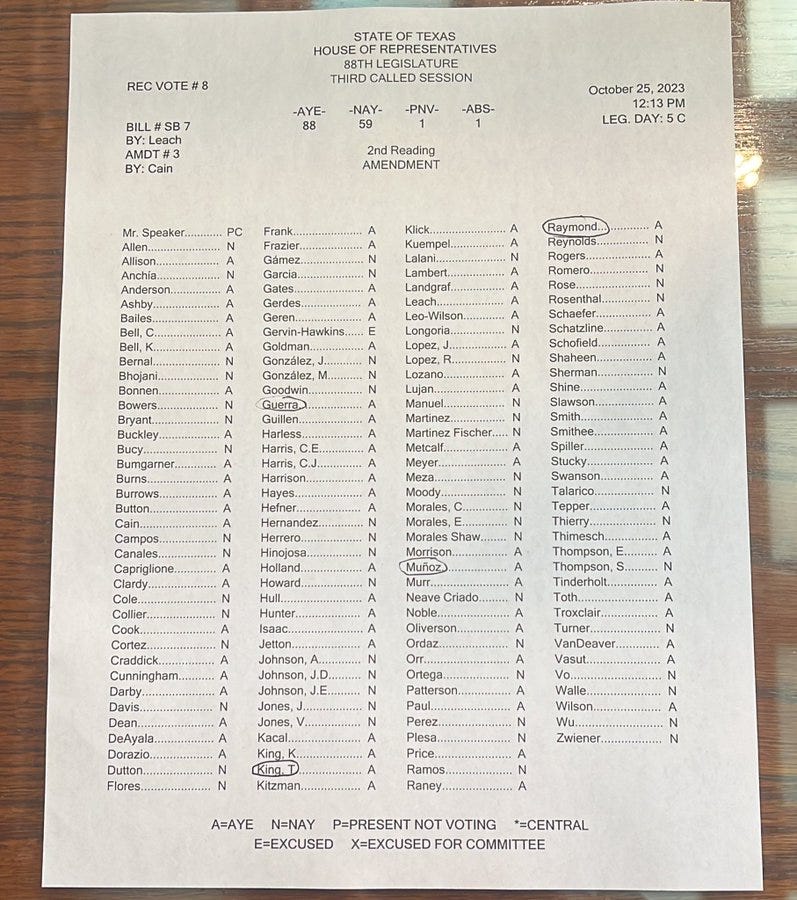 STATE OF TEXAS
HOUSE OF REPRESENTATIVES
88TH LEGISLATURE
THIRD CALLED SESSION
REC VOTE # 8
October 25, 2023
12:13 PM
LEG. DAY: 5 C
-AYE- -NAY- -PNV- -ABS-
88 59 1 1
BILL # SB 7
BY: Leach
AMDT # 3
BY: Cain
2nd Reading
AMENDMENT
Mr. Speaker............ PC
Allen....................... N
Allison..................... A
Anchía.................... N
Anderson................ A
Ashby..................... A
Bailes...................... A
Bell, C..................... A
Bell, K..................... A
Bernal..................... N
Bhojani.................... N
Bonnen................... A
Bowers................... N
Bryant..................... N
Buckley................... A
Bucy....................... N
Bumgarner.............. A
Burns...................... A
Burrows.................. A
Button..................... A
Cain........................ A
Campos.................. N
Canales................... N
Capriglione.............. A
Clardy..................... A
Cole........................ N
Collier..................... N
Cook....................... A
Cortez..................... N
Craddick.................. A
Cunningham............ A
Darby...................... A
Davis...................... N
Dean....................... A
DeAyala.................. A
Dorazio................... A
Dutton..................... N
Flores..................... N
Frank...................... A
Frazier.................... A
Gámez.................... N
Garcia..................... N
Gates...................... A
Gerdes.................... A
Geren...................... A
Gervin-Hawkins...... E
Goldman.................. A
González, J............. N
González, M............ N
Goodwin.................. N
Guerra.................... A
Guillen.................... A
Harless................... A
Harris, C.E.............. A
Harris, C.J.............. A
Harrison.................. A
Hayes..................... A
Hefner.................... A
Hernandez............... N
Herrero................... N
Hinojosa.................. N
Holland................... A
Howard................... N
Hull........................ A
Hunter.................... A
Isaac...................... A
Jetton..................... A
Johnson, A.............. N
Johnson, J.D........... N
Johnson, J.E........... N
Jones, J.................. N
Jones, V.................. N
Kacal...................... A
King, K.................... A
King, T.................... A
Kitzman................... A
Klick....................... A
Kuempel.................. A
Lalani..................... N
Lambert................... A
Landgraf.................. A
Leach...................... A
Leo-Wilson.............. A
Longoria.................. N
Lopez, J.................. A
Lopez, R.................. N
Lozano.................... A
Lujan...................... A
Manuel.................... N
Martinez.................. N
Martinez Fischer..... N
Metcalf.................... A
Meyer..................... A
Meza...................... N
Moody..................... N
Morales, C.............. N
Morales, E.............. N
Morales Shaw......... N
Morrison.................. A
Muñoz..................... A
Murr....................... A
Neave Criado.......... N
Noble...................... A
Oliverson................. A
Ordaz..................... N
Orr......................... A
Ortega..................... N
Patterson................. A
Paul....................... A
Perez...................... N
Plesa...................... N
Price....................... A
Ramos.................... N
Raney..................... A
Raymond................. A
Reynolds................. N
Rogers.................... A
Romero................... N
Rose....................... N
Rosenthal................ N
Schaefer.................. A
Schatzline............... A
Schofield................. A
Shaheen.................. A
Sherman.................. N
Shine...................... A
Slawson.................. A
Smith...................... A
Smithee................... A
Spiller..................... A
Stucky.................... A
Swanson.................. A
Talarico................... N
Tepper.................... A
Thierry.................... N
Thimesch................ A
Thompson, E............ A
Thompson, S............ N
Tinderholt................ A
Toth....................... A
Troxclair.................. A
Turner..................... N
VanDeaver............... A
Vasut...................... A
Vo.......................... N
Walle...................... N
Wilson..................... A
Wu......................... N
Zwiener................... N
A=AYE N=NAY P=PRESENT NOT VOTING *=CENTRAL
E=EXCUSED X=EXCUSED FOR COMMITTEE